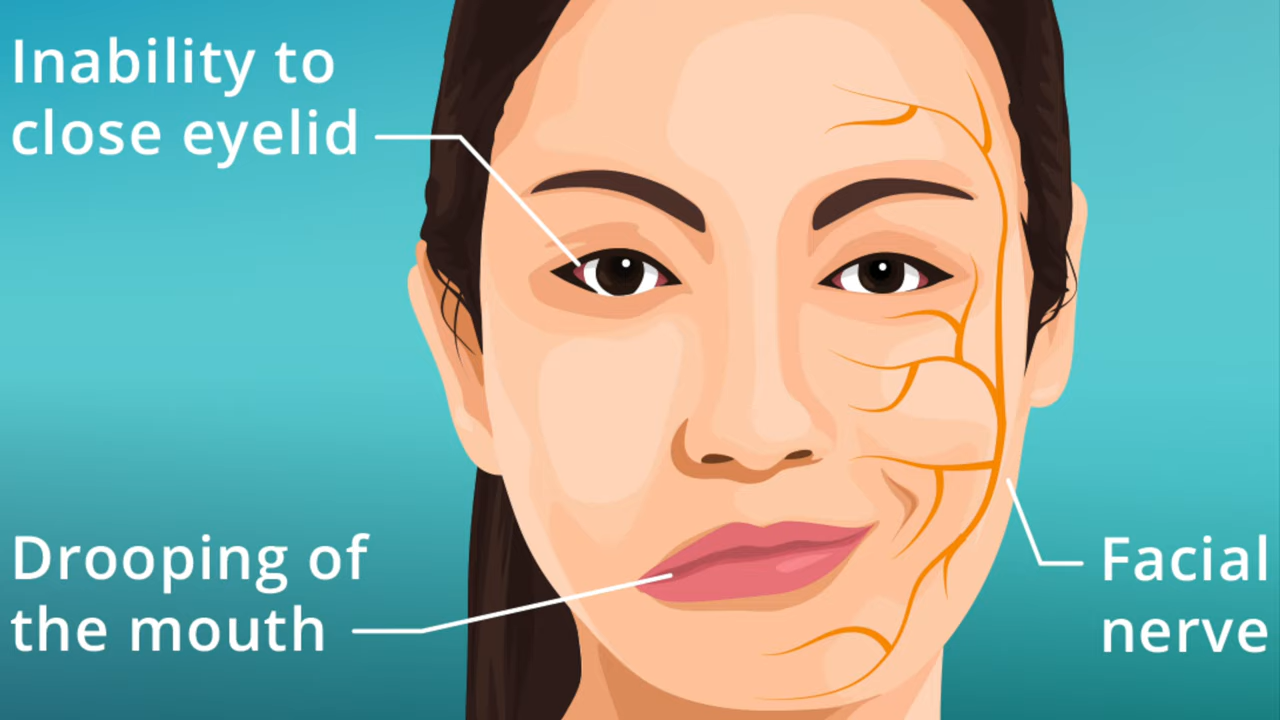 Inability to
close eyelid
Drooping of
the mouth
Facial
nerve